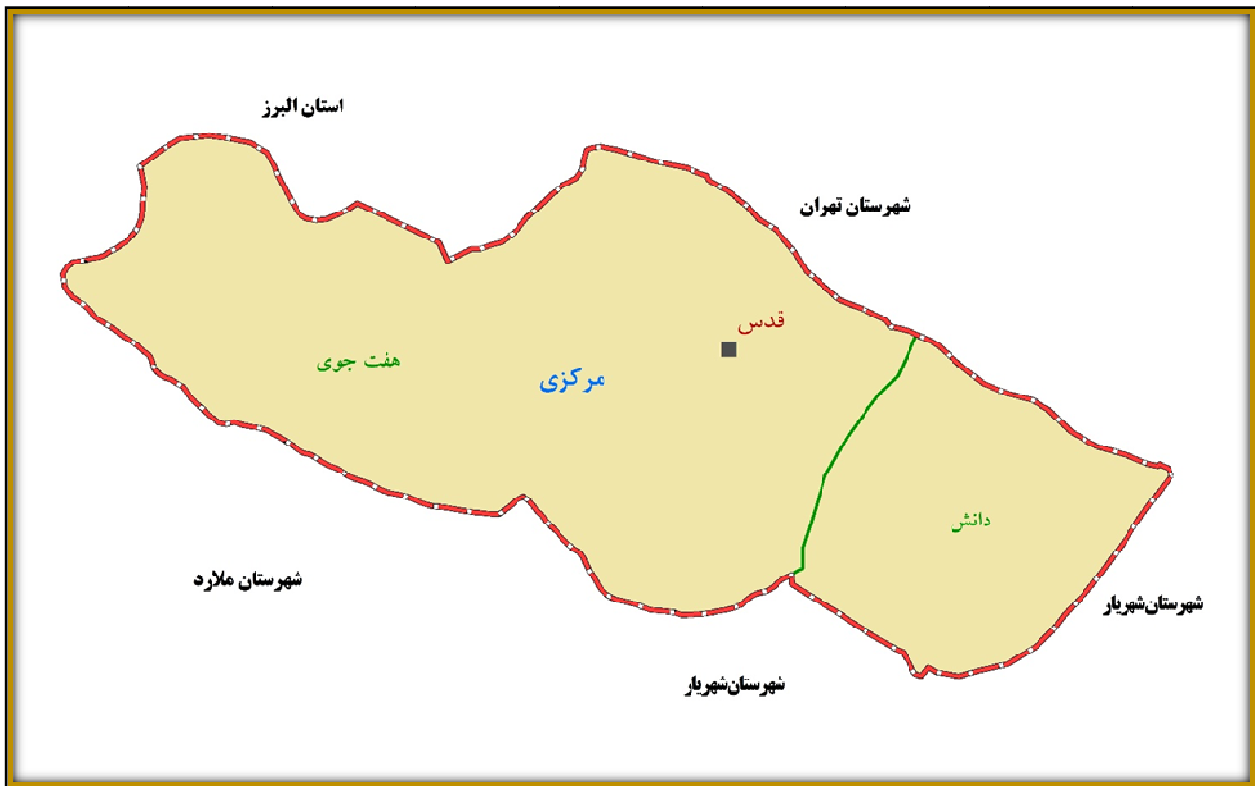 استان البرز
شهرستان تهران
قدس
هفت جوی
مرکزی
دانش
شهرستان ملارد
شهرستان شهریار
شهرستان شهریار